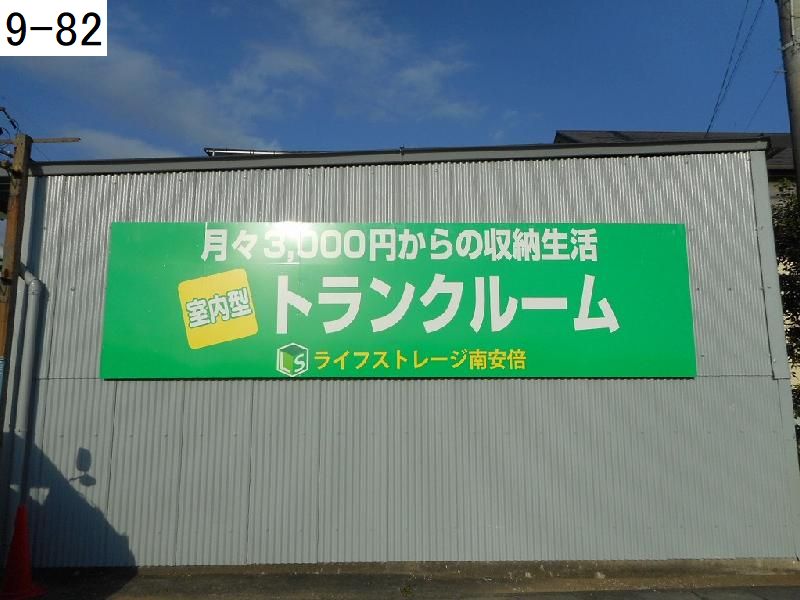 9-82
月々3,000円からの収納生活
室内型
トランクルーム
LS ライフストレージ南安倍